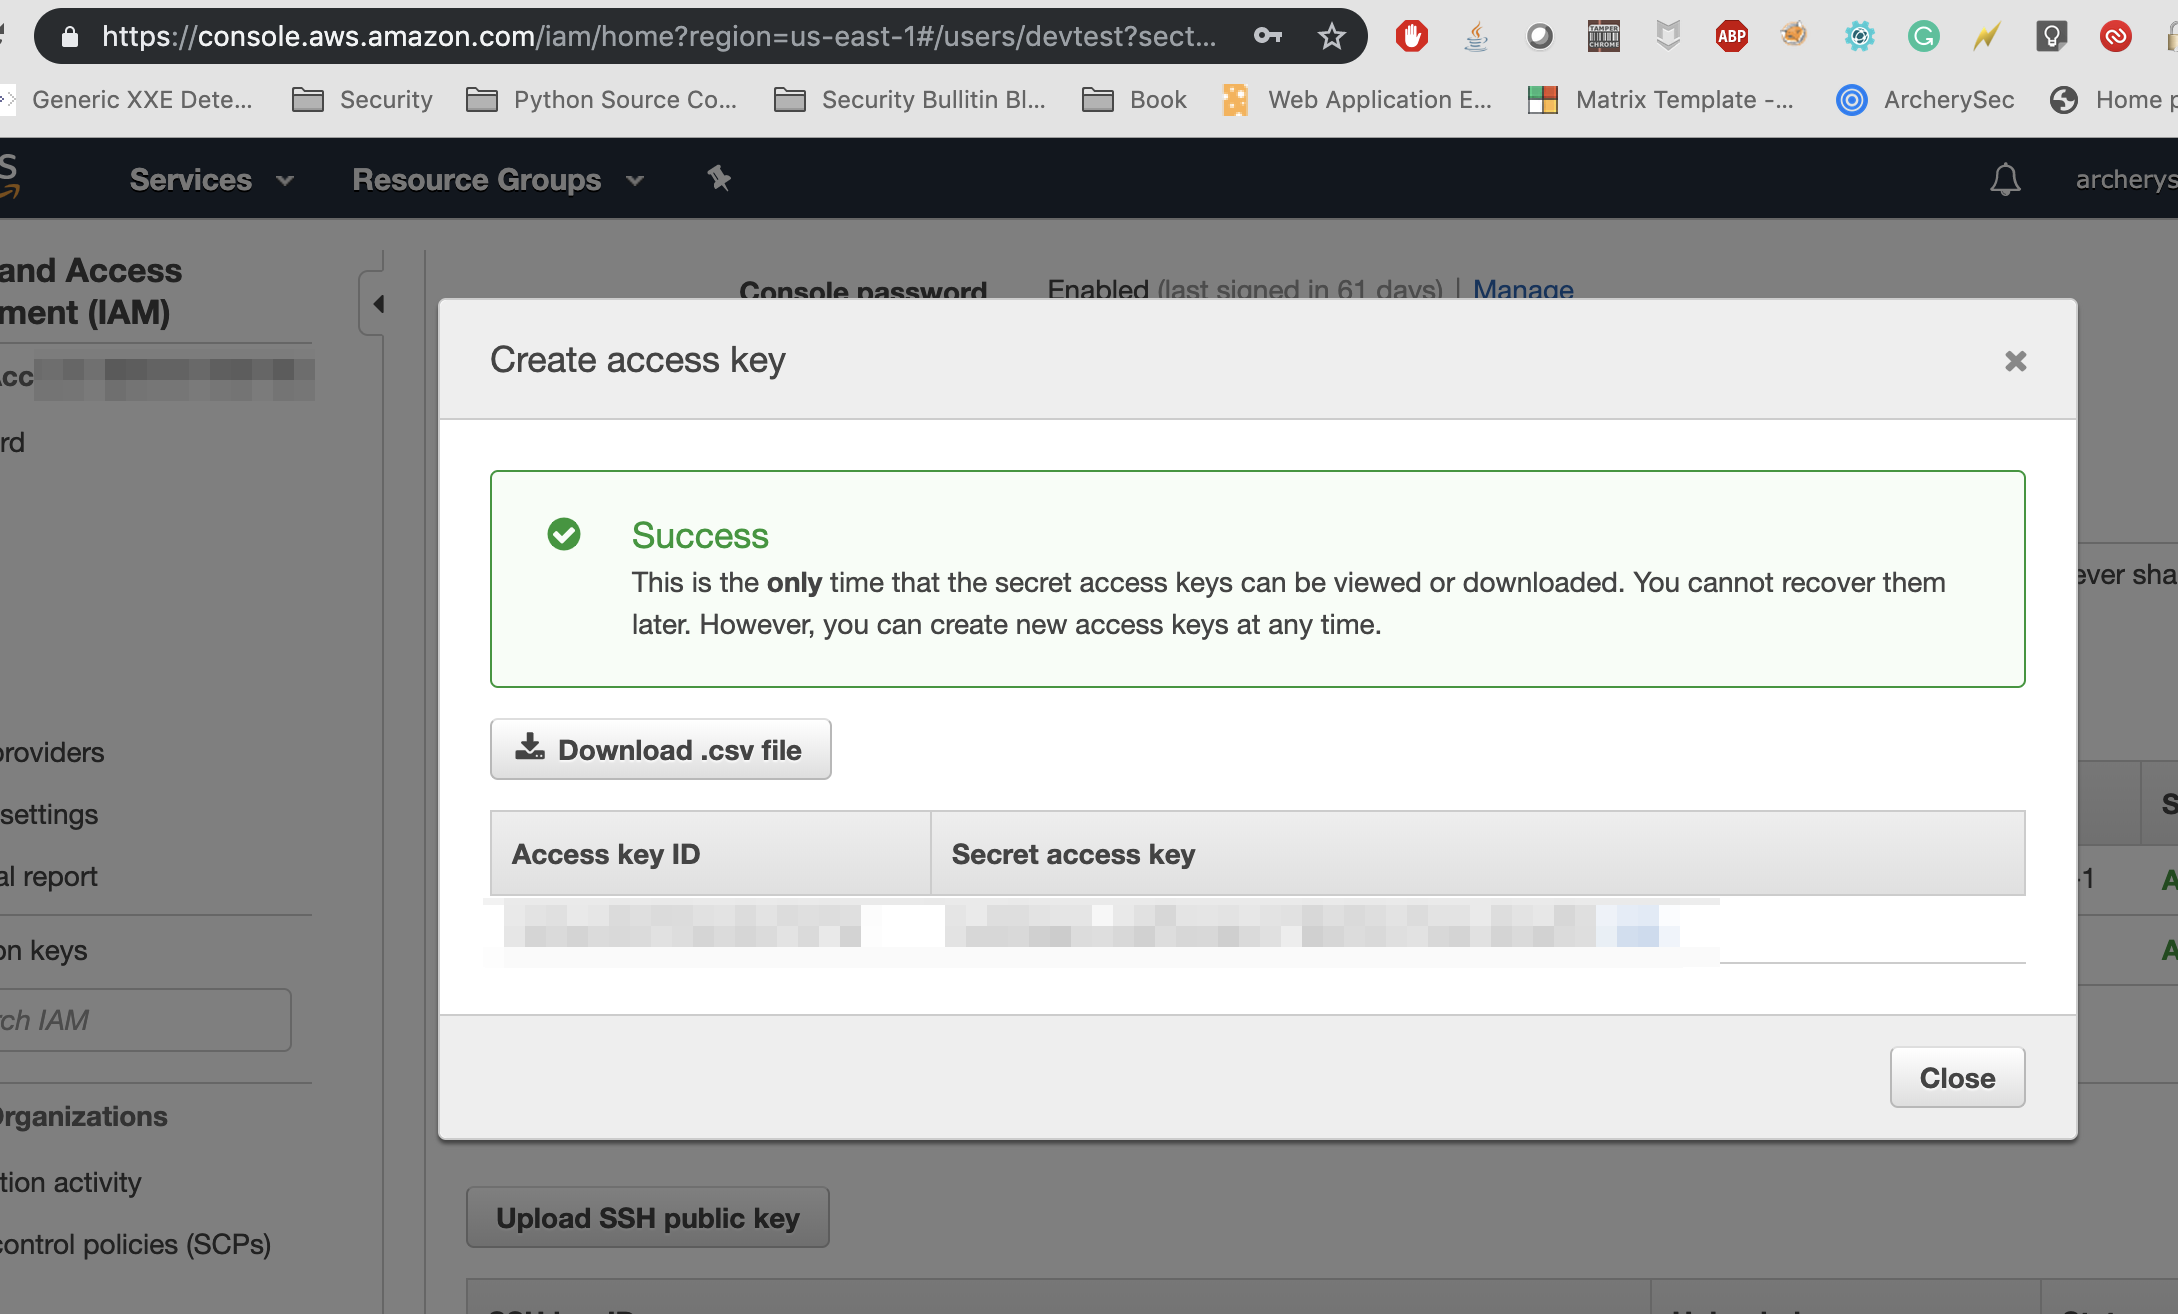 https://console.aws.amazon.com/iam/home?region=us-east-1#/users/devtest?sect...
ABP
TAMPER
CHROME
Generic XXE Dete...
Security
Python Source Co...
Security Bullitin Bl...
Book
Web Application E...
Matrix Template -...
ArcherySec
Home p
Services
Resource Groups
archerys
and Access
ment (IAM)
Acc
rd
providers
settings
al report
on keys
rch IAM
Organizations
tion activity
control policies (SCPs)
Console password
Enabled (last signed in 61 days) | Manage
Create access key
Success
This is the only time that the secret access keys can be viewed or downloaded. You cannot recover them
later. However, you can create new access keys at any time.
Download .csv file
Access key ID
Secret access key
Close
ever sha
S
-1
A
A
Upload SSH public key